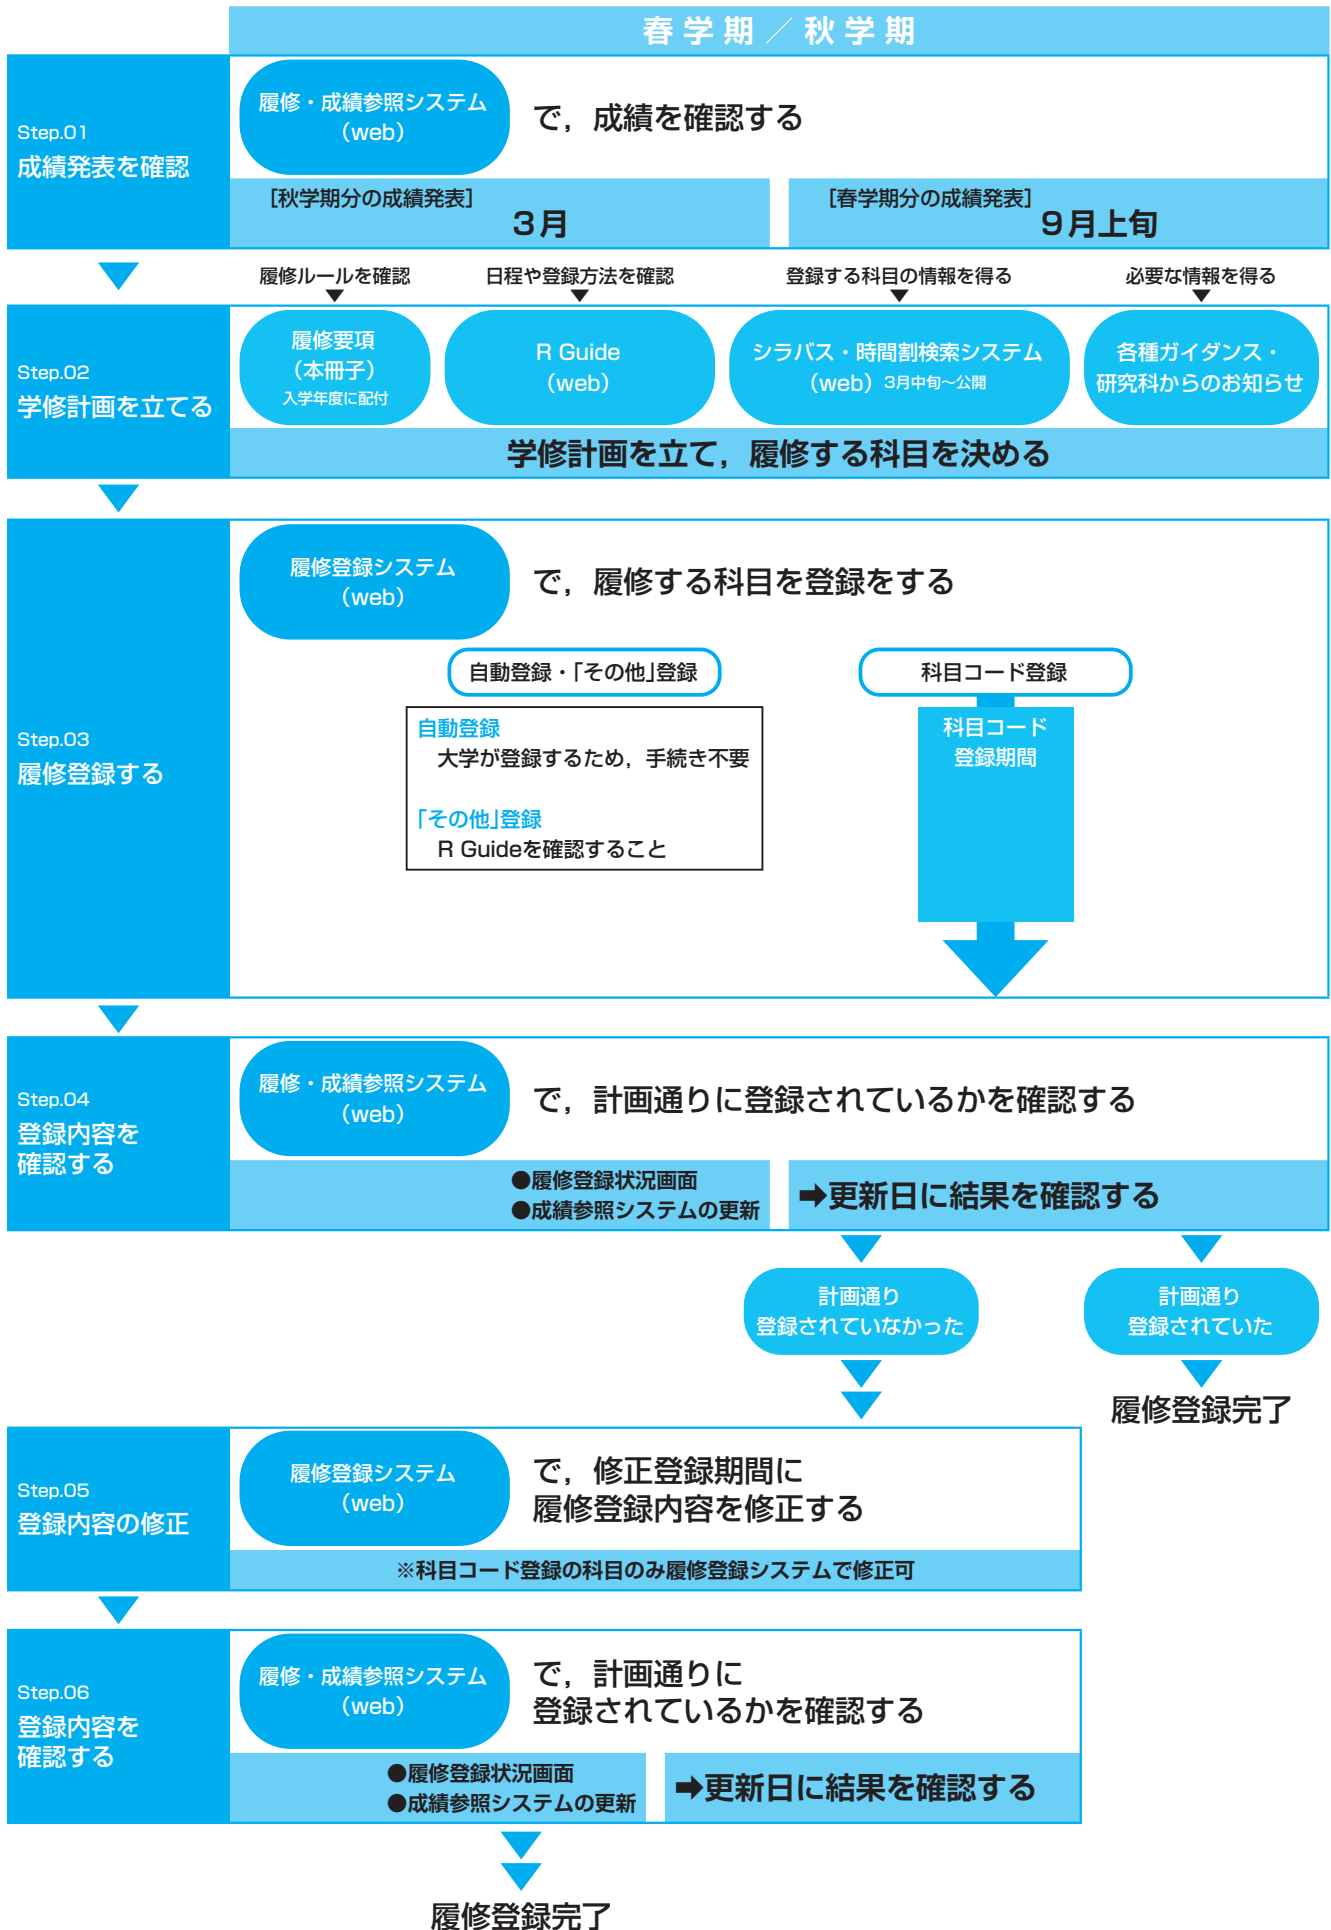 春学期／秋学期
Step.01
成績発表を確認
履修・成績参照システム
（web）
で，成績を確認する
［秋学期分の成績発表］
3月
［春学期分の成績発表］
9月上旬
履修ルールを確認
日程や登録方法を確認
登録する科目の情報を得る
必要な情報を得る
Step.02
学修計画を立てる
履修要項
（本冊子）
入学年度に配付
R Guide
（web）
シラバス・時間割検索システム
（web）3月中旬～公開
各種ガイダンス・
研究科からのお知らせ
学修計画を立て，履修する科目を決める
Step.03
履修登録する
履修登録システム
（web）
で，履修する科目を登録をする
自動登録・「その他」登録
自動登録
大学が登録するため，手続き不要
「その他」登録
R Guideを確認すること
科目コード登録
科目コード
登録期間
Step.04
登録内容を
確認する
履修・成績参照システム
（web）
で，計画通りに登録されているかを確認する
●履修登録状況画面
●成績参照システムの更新
➡更新日に結果を確認する
計画通り
登録されていなかった
計画通り
登録されていた
履修登録完了
Step.05
登録内容の修正
履修登録システム
（web）
で，修正登録期間に
履修登録内容を修正する
※科目コード登録の科目のみ履修登録システムで修正可
Step.06
登録内容を
確認する
履修・成績参照システム
（web）
で，計画通りに
登録されているかを確認する
●履修登録状況画面
●成績参照システムの更新
➡更新日に結果を確認する
履修登録完了